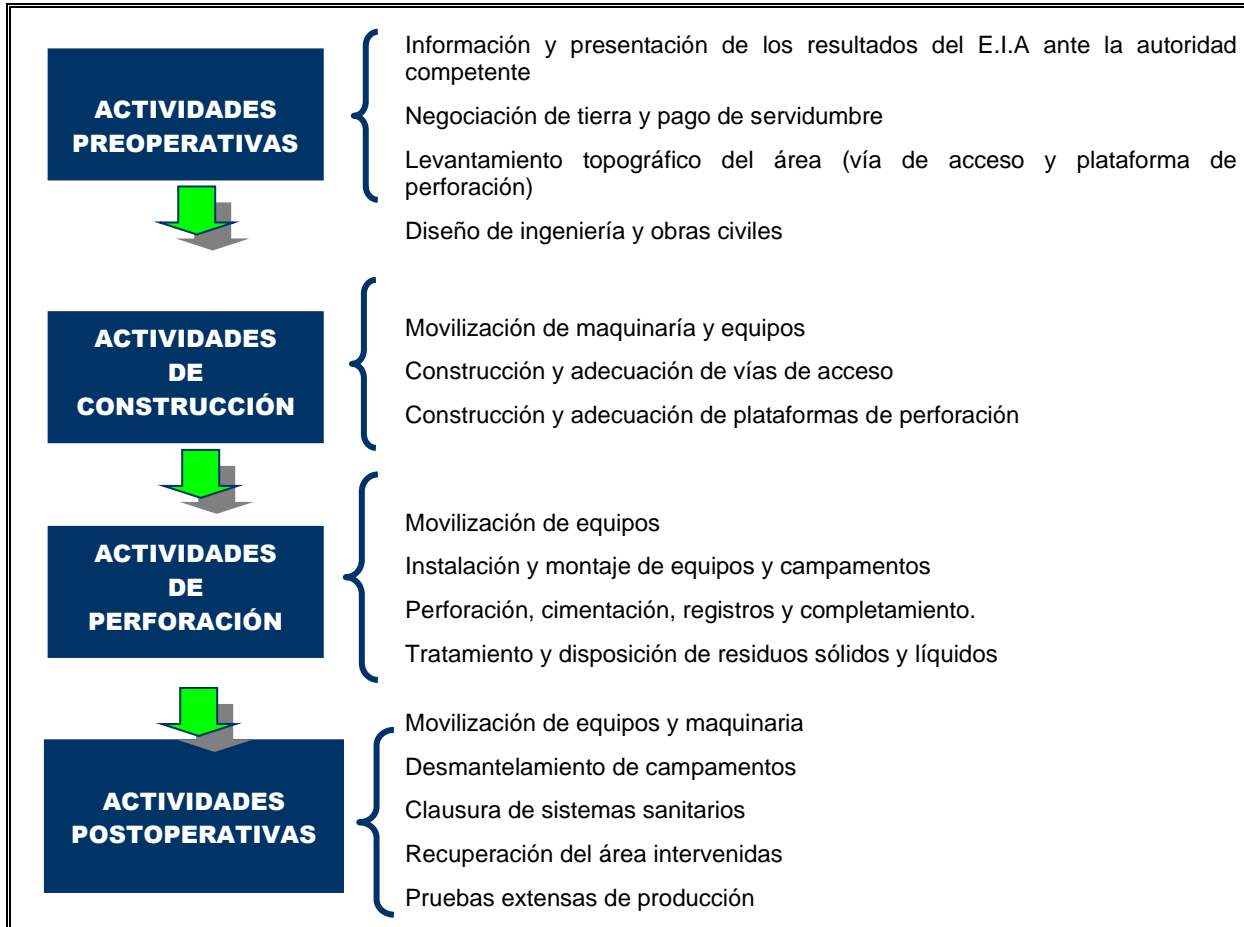 ACTIVIDADES
PREOPERATIVAS
Información y presentación de los resultados del E.I.A ante la autoridad
competente
Negociación de tierra y pago de servidumbre
Levantamiento topográfico del área (vía de acceso y plataforma de
perforación)
Diseño de ingeniería y obras civiles
ACTIVIDADES
DE
CONSTRUCCIÓN
Movilización de maquinaría y equipos
Construcción y adecuación de vías de acceso
Construcción y adecuación de plataformas de perforación
ACTIVIDADES
DE
PERFORACIÓN
Movilización de equipos
Instalación y montaje de equipos y campamentos
Perforación, cimentación, registros y completamiento.
Tratamiento y disposición de residuos sólidos y líquidos
ACTIVIDADES
POSTOPERATIVAS
Movilización de equipos y maquinaria
Desmantelamiento de campamentos
Clausura de sistemas sanitarios
Recuperación del área intervenidas
Pruebas extensas de producción